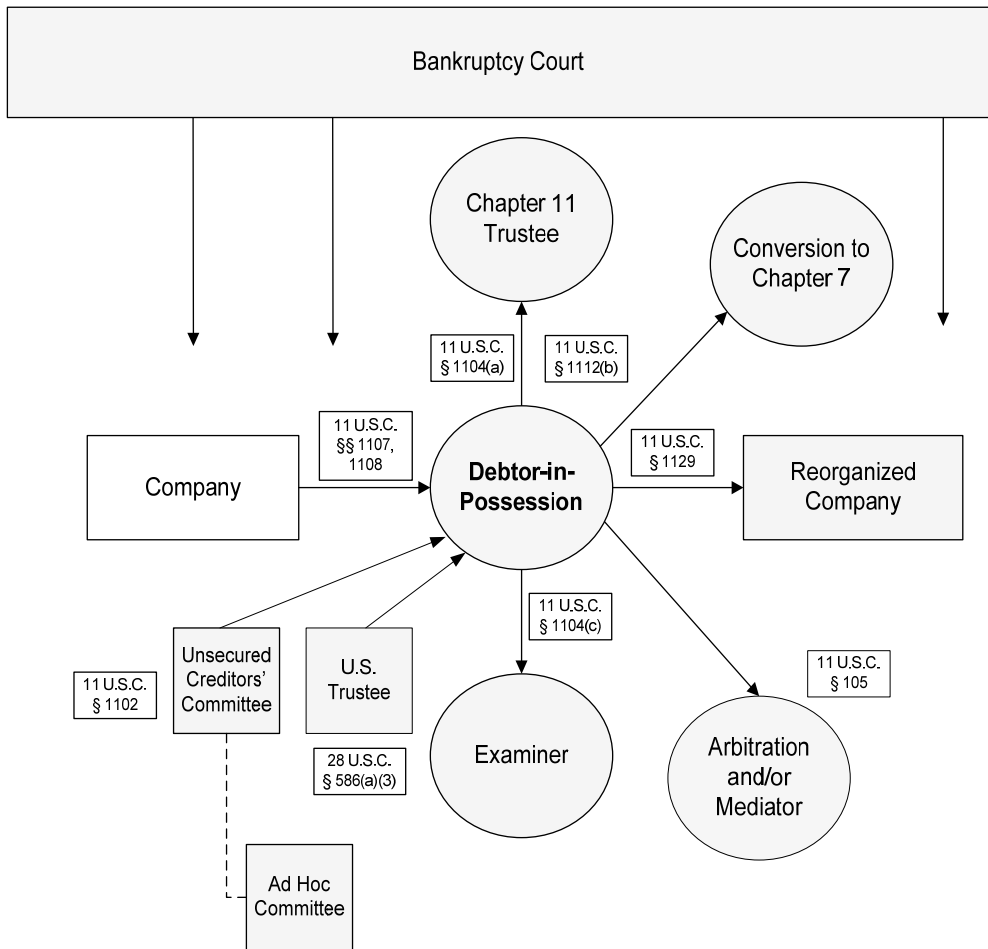 Bankruptcy Court
Chapter 11
Trustee
Conversion to
Chapter 7
11 U.S.C.
§ 1104(a)
11 U.S.C.
§ 1112(b)
11 U.S.C.
§§ 1107,
1108
11 U.S.C.
§ 1129
Company
Debtor-in-
Possession
Reorganized
Company
11 U.S.C.
§ 1104(c)
11 U.S.C.
§ 1102
Unsecured
Creditors'
Committee
U.S.
Trustee
11 U.S.C.
§ 105
28 U.S.C.
§ 586(a)(3)
Examiner
Arbitration
and/or
Mediator
Ad Hoc
Committee